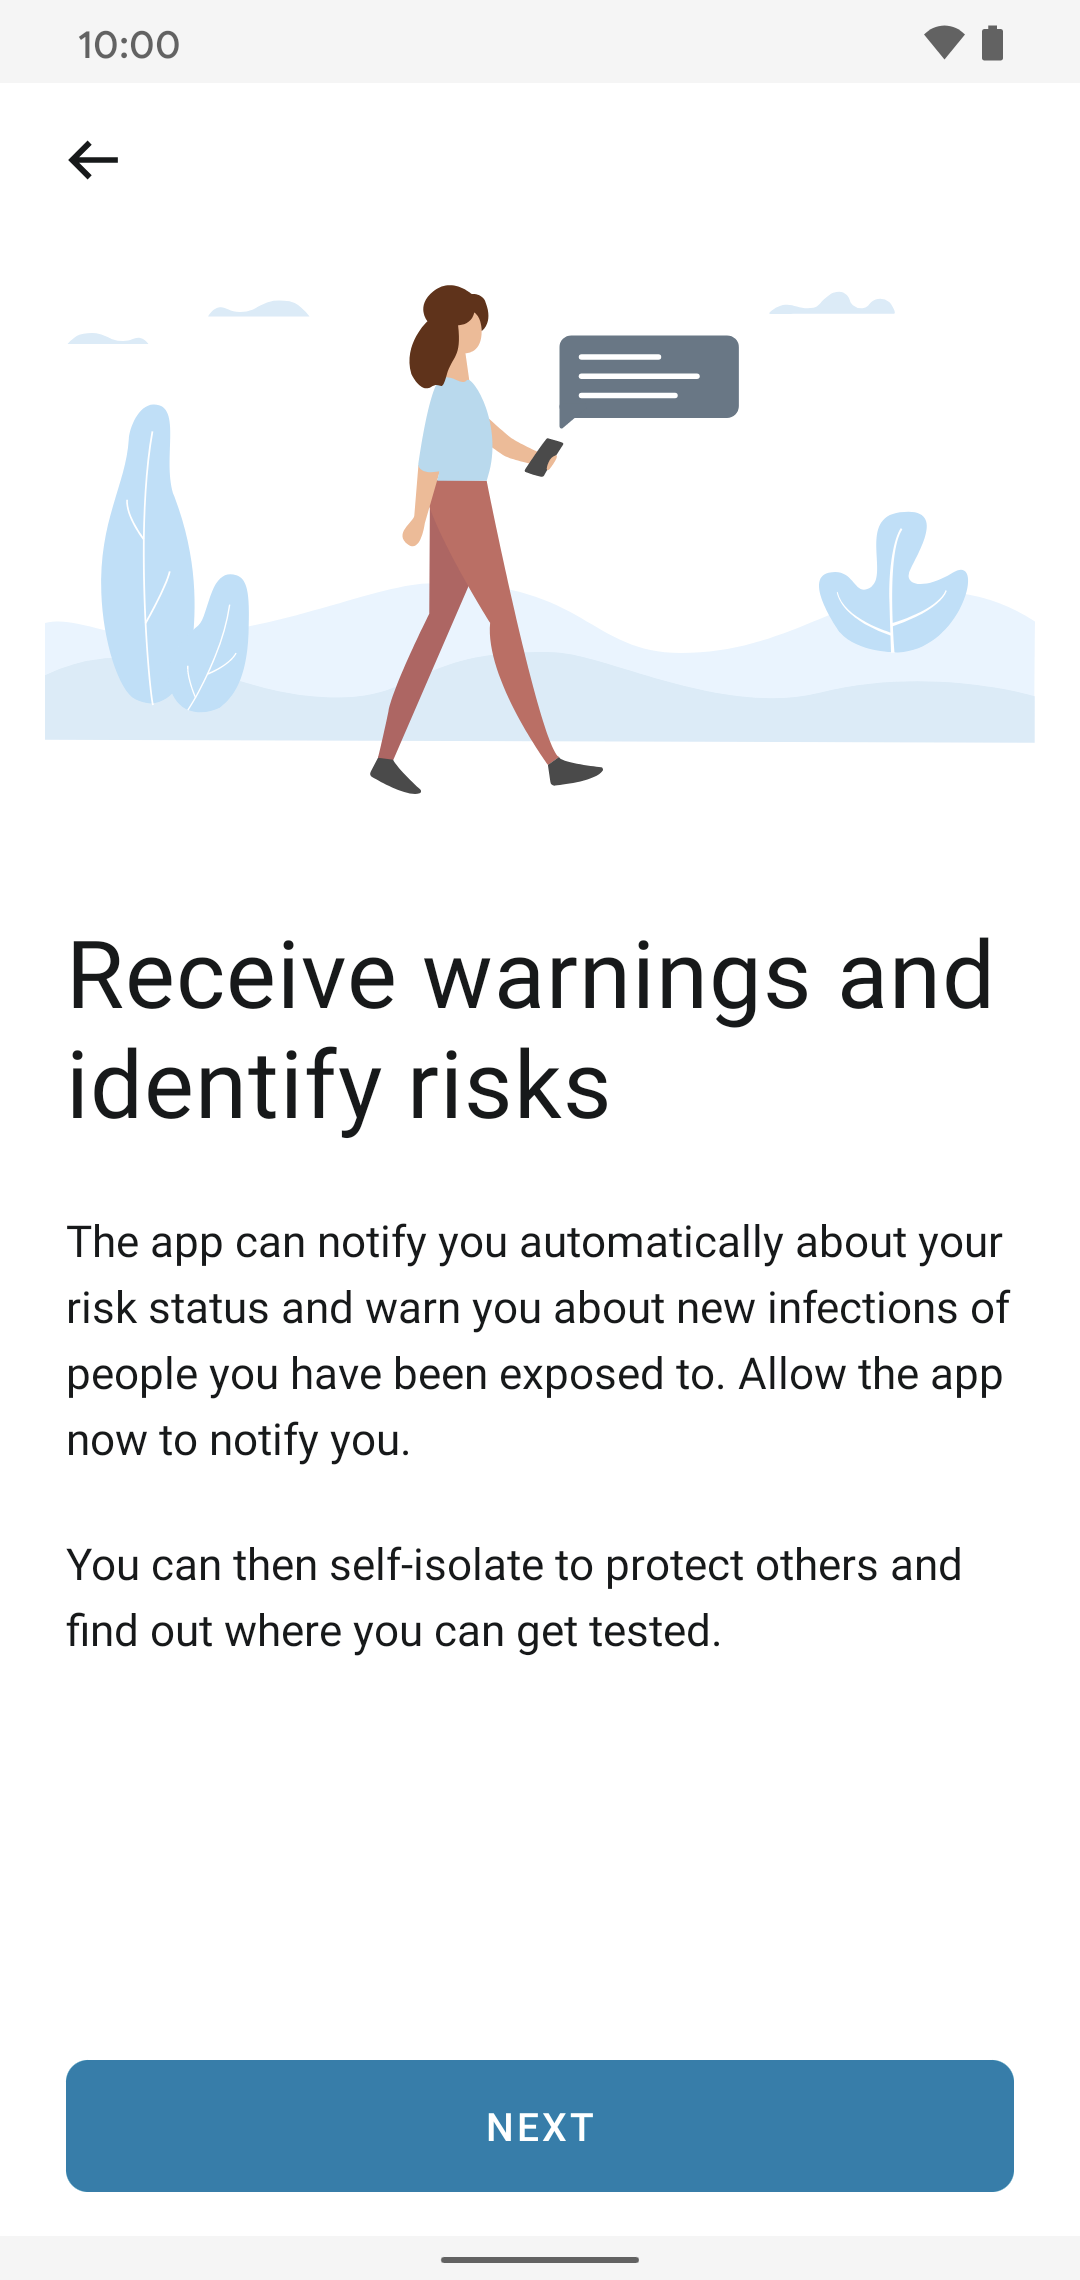 10:00
Receive warnings and
identify risks
The app can notify you automatically about your
risk status and warn you about new infections of
people you have been exposed to. Allow the app
now to notify you.
You can then self-isolate to protect others and
find out where you can get tested.
NEXT